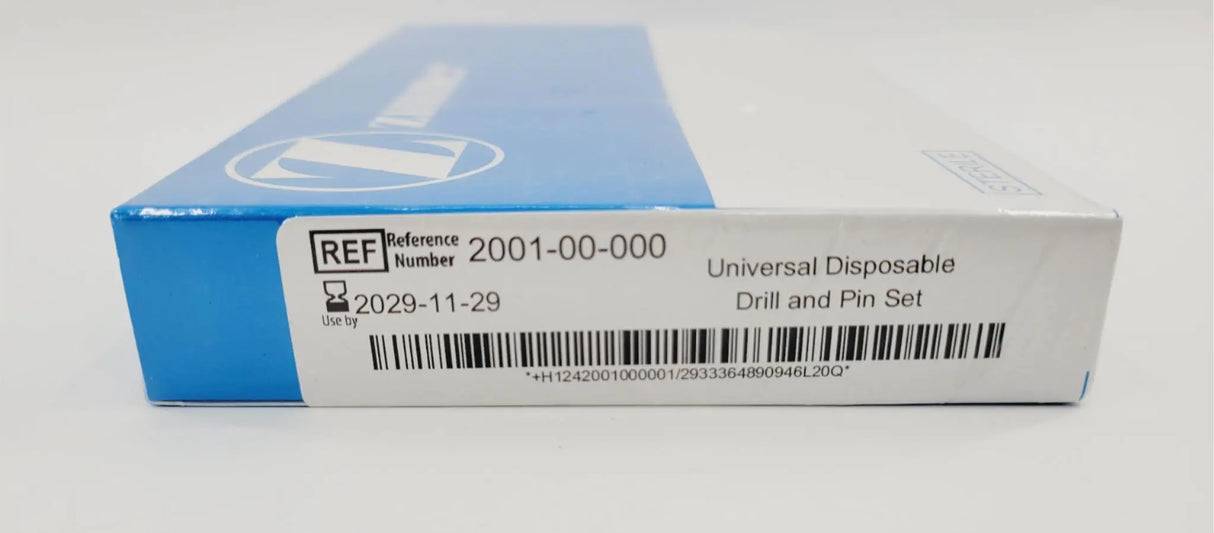 STERILE
REF Reference Number 2001-00-000
2029-11-29
Use by
Universal Disposable
Drill and Pin Set
*+H1242001000001/2933364890946L20Q*